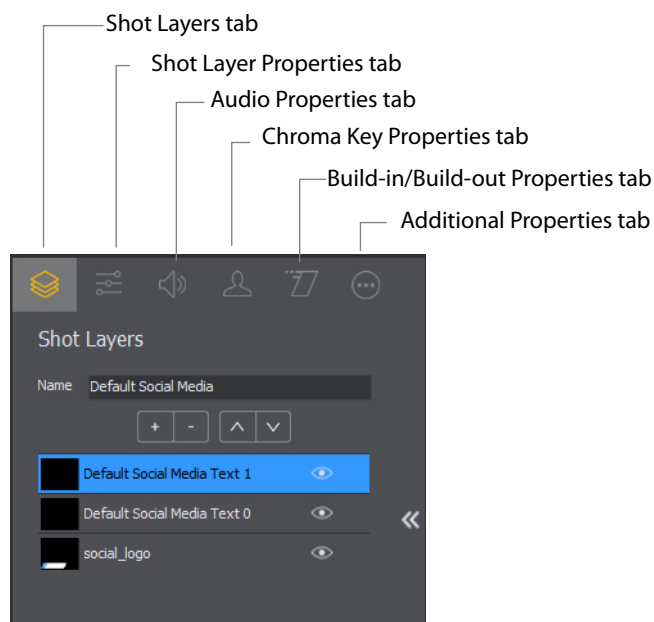 Shot Layers tab
Shot Layer Properties tab
Audio Properties tab
Chroma Key Properties tab
Build-in/Build-out Properties tab
Additional Properties tab
Shot Layers
Name Default Social Media
+ - ∧ ∨
Default Social Media Text 1
Default Social Media Text 0
social_logo